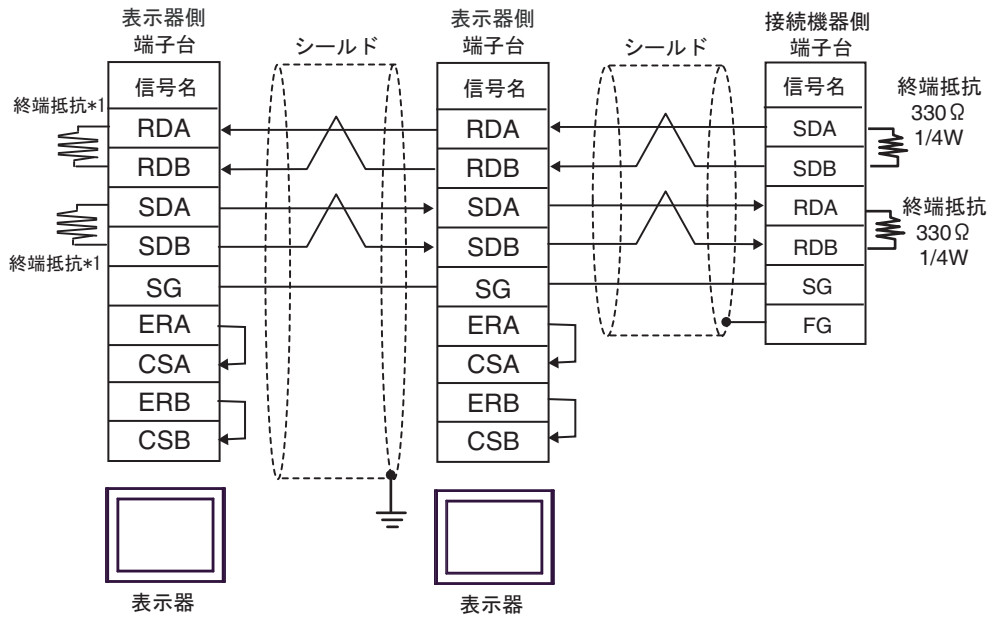 表示器側
端子台
シールド
表示器側
端子台
シールド
接続機器側
端子台
終端抵抗*1
終端抵抗*1
信号名
RDA
RDB
SDA
SDB
SG
ERA
CSA
ERB
CSB
信号名
RDA
RDB
SDA
SDB
SG
ERA
CSA
ERB
CSB
信号名
SDA
SDB
RDA
RDB
SG
FG
終端抵抗
330Ω
1/4W
終端抵抗
330Ω
1/4W
表示器
表示器